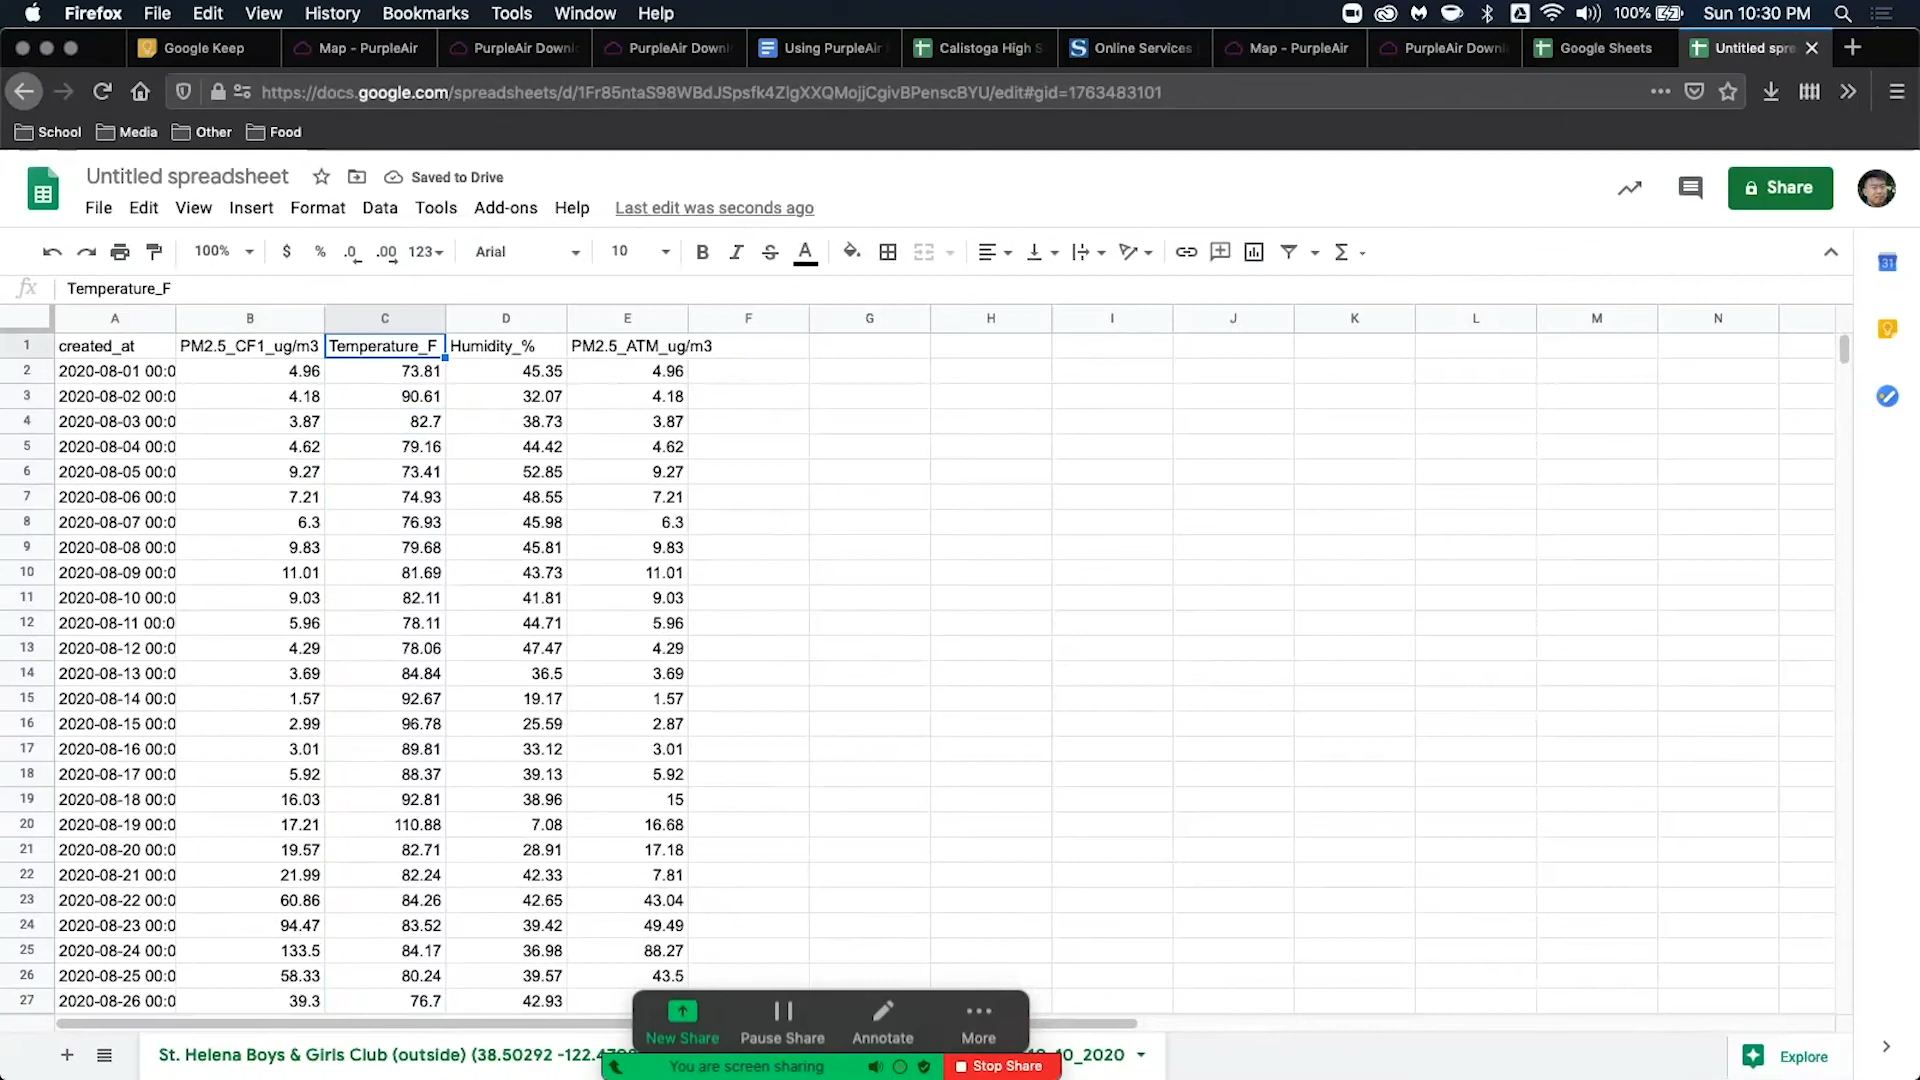 Firefox File Edit View History Bookmarks Tools Window Help 100% Sun 10:30 PM
Google Keep Map - PurpleAir PurpleAir Downl PurpleAir Downl Using PurpleAir Calistoga High S Online Services Map - PurpleAir PurpleAir Downl Google Sheets Untitled spre
https://docs.google.com/spreadsheets/d/1Fr85ntaS98WBdJSpsfk4ZlgXXQMojjCgivBPenscBYU/edit#gid=1763483101
School Media Other Food
Untitled spreadsheet Saved to Drive
Share
File Edit View Insert Format Data Tools Add-ons Help Last edit was seconds ago
100% $ % .0 .00 123 Arial 10 B I S A
31
fx Temperature_F
A B C D E F G H I J K L M N
1 created_at PM2.5_CF1_ug/m3 Temperature_F Humidity_% PM2.5_ATM_ug/m3
2 2020-08-01 00:0 4.96 73.81 45.35 4.96
3 2020-08-02 00:0 4.18 90.61 32.07 4.18
4 2020-08-03 00:0 3.87 82.7 38.73 3.87
5 2020-08-04 00:0 4.62 79.16 44.42 4.62
6 2020-08-05 00:0 9.27 73.41 52.85 9.27
7 2020-08-06 00:0 7.21 74.93 48.55 7.21
8 2020-08-07 00:0 6.3 76.93 45.98 6.3
9 2020-08-08 00:0 9.83 79.68 45.81 9.83
10 2020-08-09 00:0 11.01 81.69 43.73 11.01
11 2020-08-10 00:0 9.03 82.11 41.81 9.03
12 2020-08-11 00:0 5.96 78.11 44.71 5.96
13 2020-08-12 00:0 4.29 78.06 47.47 4.29
14 2020-08-13 00:0 3.69 84.84 36.5 3.69
15 2020-08-14 00:0 1.57 92.67 19.17 1.57
16 2020-08-15 00:0 2.99 96.78 25.59 2.87
17 2020-08-16 00:0 3.01 89.81 33.12 3.01
18 2020-08-17 00:0 5.92 88.37 39.13 5.92
19 2020-08-18 00:0 16.03 92.81 38.96 15
20 2020-08-19 00:0 17.21 110.88 7.08 16.68
21 2020-08-20 00:0 19.57 82.71 28.91 17.18
22 2020-08-21 00:0 21.99 82.24 42.33 7.81
23 2020-08-22 00:0 60.86 84.26 42.65 43.04
24 2020-08-23 00:0 94.47 83.52 39.42 49.49
25 2020-08-24 00:0 133.5 84.17 36.98 88.27
26 2020-08-25 00:0 58.33 80.24 39.57 43.5
27 2020-08-26 00:0 39.3 76.7 42.93
New Share Pause Share Annotate More
St. Helena Boys & Girls Club (outside) (38.50292 -122.47 10_2020 Explore
You are screen sharing Stop Share